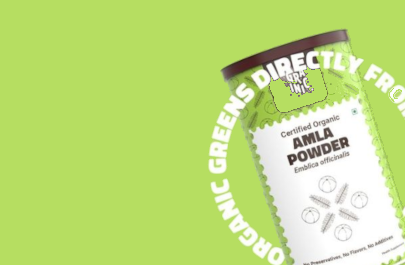 ORGANIC GREENS DIRECTLY FRO
Certified Organic
AMLA
POWDER
Emblica officinalis
No Preservatives, No Flavors, No Additives